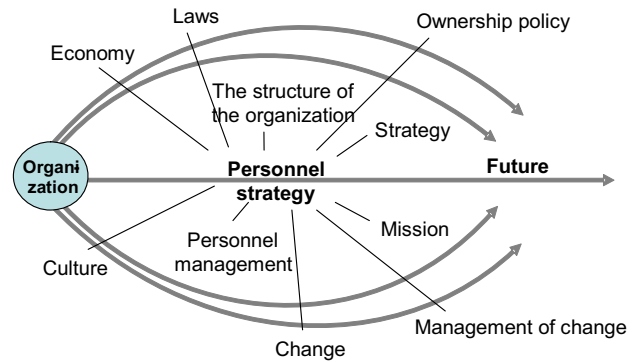 Laws
Ownership policy
Economy
The structure of
the organization
Strategy
Organi-
zation
Personnel
strategy
Future
Mission
Personnel
management
Culture
Management of change
Change